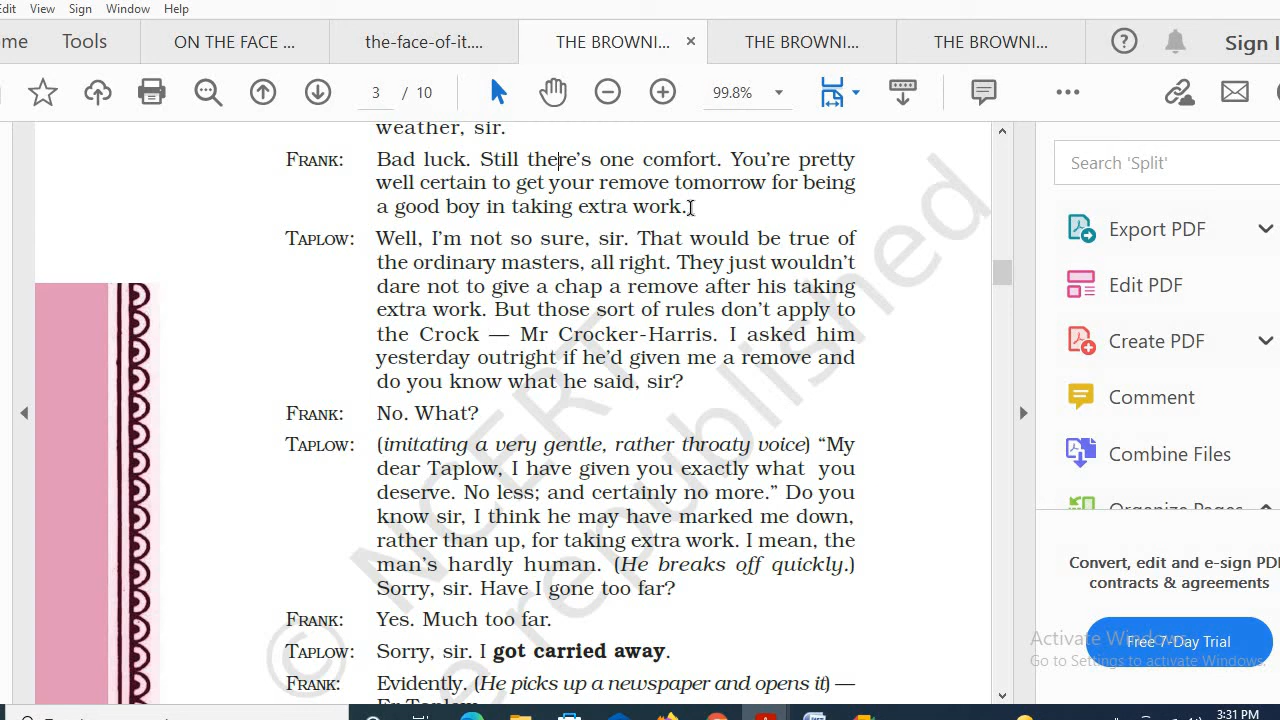 Edit View Sign Window Help
ome Tools ON THE FACE ... the-face-of-it.... THE BROWNI... × THE BROWNI... THE BROWNI... Sign I
3 / 10 99.8%
weather, sir.
FRANK: Bad luck. Still there's one comfort. You're pretty
well certain to get your remove tomorrow for being
a good boy in taking extra work.
TAPLOW: Well, I'm not so sure, sir. That would be true of
the ordinary masters, all right. They just wouldn't
dare not to give a chap a remove after his taking
extra work. But those sort of rules don't apply to
the Crock — Mr Crocker-Harris. I asked him
yesterday outright if he'd given me a remove and
do you know what he said, sir?
FRANK: No. What?
TAPLOW: (imitating a very gentle, rather throaty voice) “My
dear Taplow, I have given you exactly what you
deserve. No less; and certainly no more.” Do you
know sir, I think he may have marked me down,
rather than up, for taking extra work. I mean, the
man's hardly human. (He breaks off quickly.)
Sorry, sir. Have I gone too far?
FRANK: Yes. Much too far.
TAPLOW: Sorry, sir. I got carried away.
FRANK: Evidently. (He picks up a newspaper and opens it) —
Er Taplow
© NCERT
e republished
Search 'Split'
Export PDF
Edit PDF
Create PDF
Comment
Combine Files
Organize Pages
Convert, edit and e-sign PD
contracts & agreements
Free 7-Day Trial
Activate Windows
Go to Settings to activate Windows.
3:31 PM